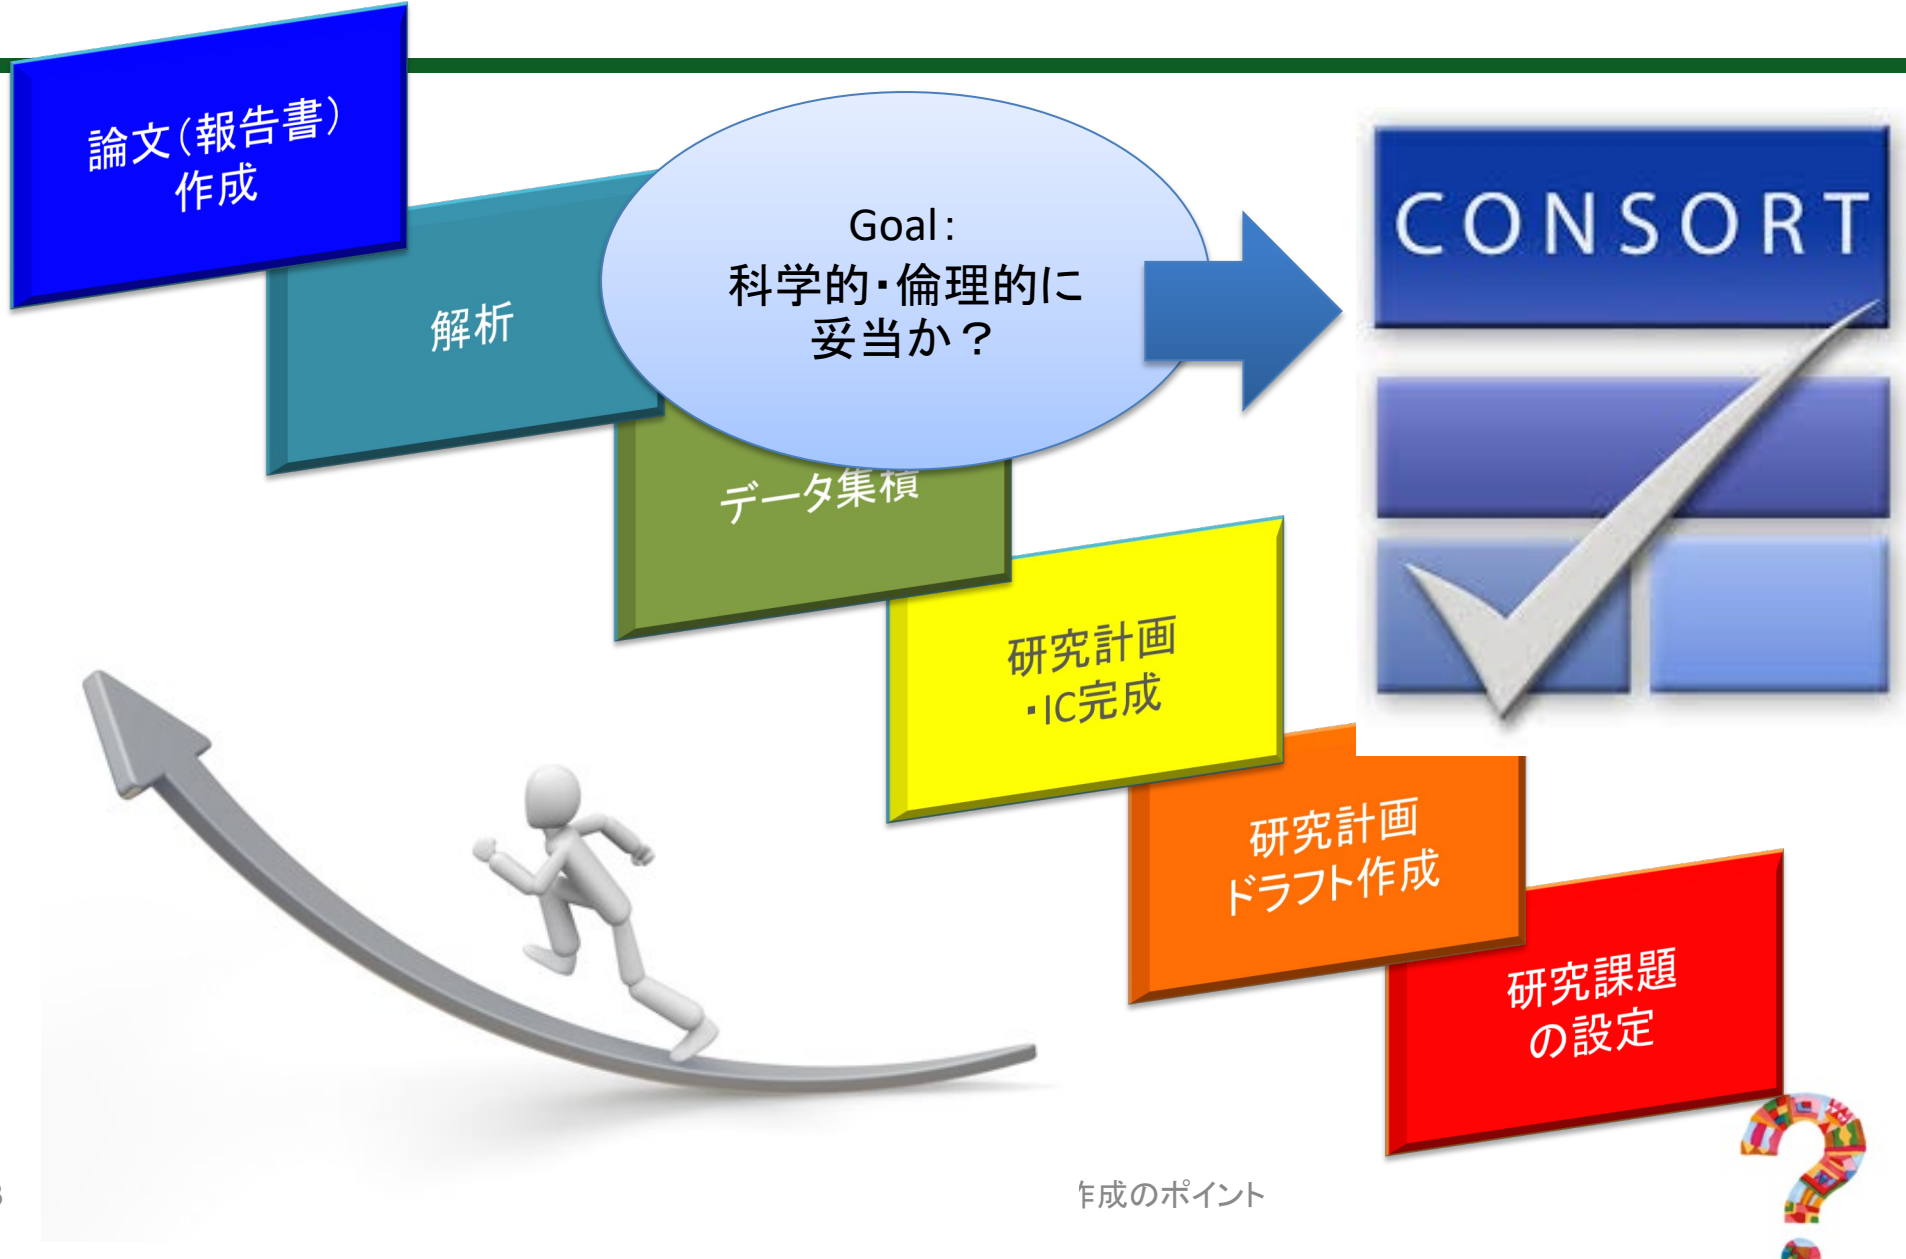 論文(報告書)
作成
解析
Goal:
科学的・倫理的に
妥当か？
CONSORT
データ集積
研究計画
・IC完成
研究計画
ドラフト作成
研究課題
の設定
作成のポイント